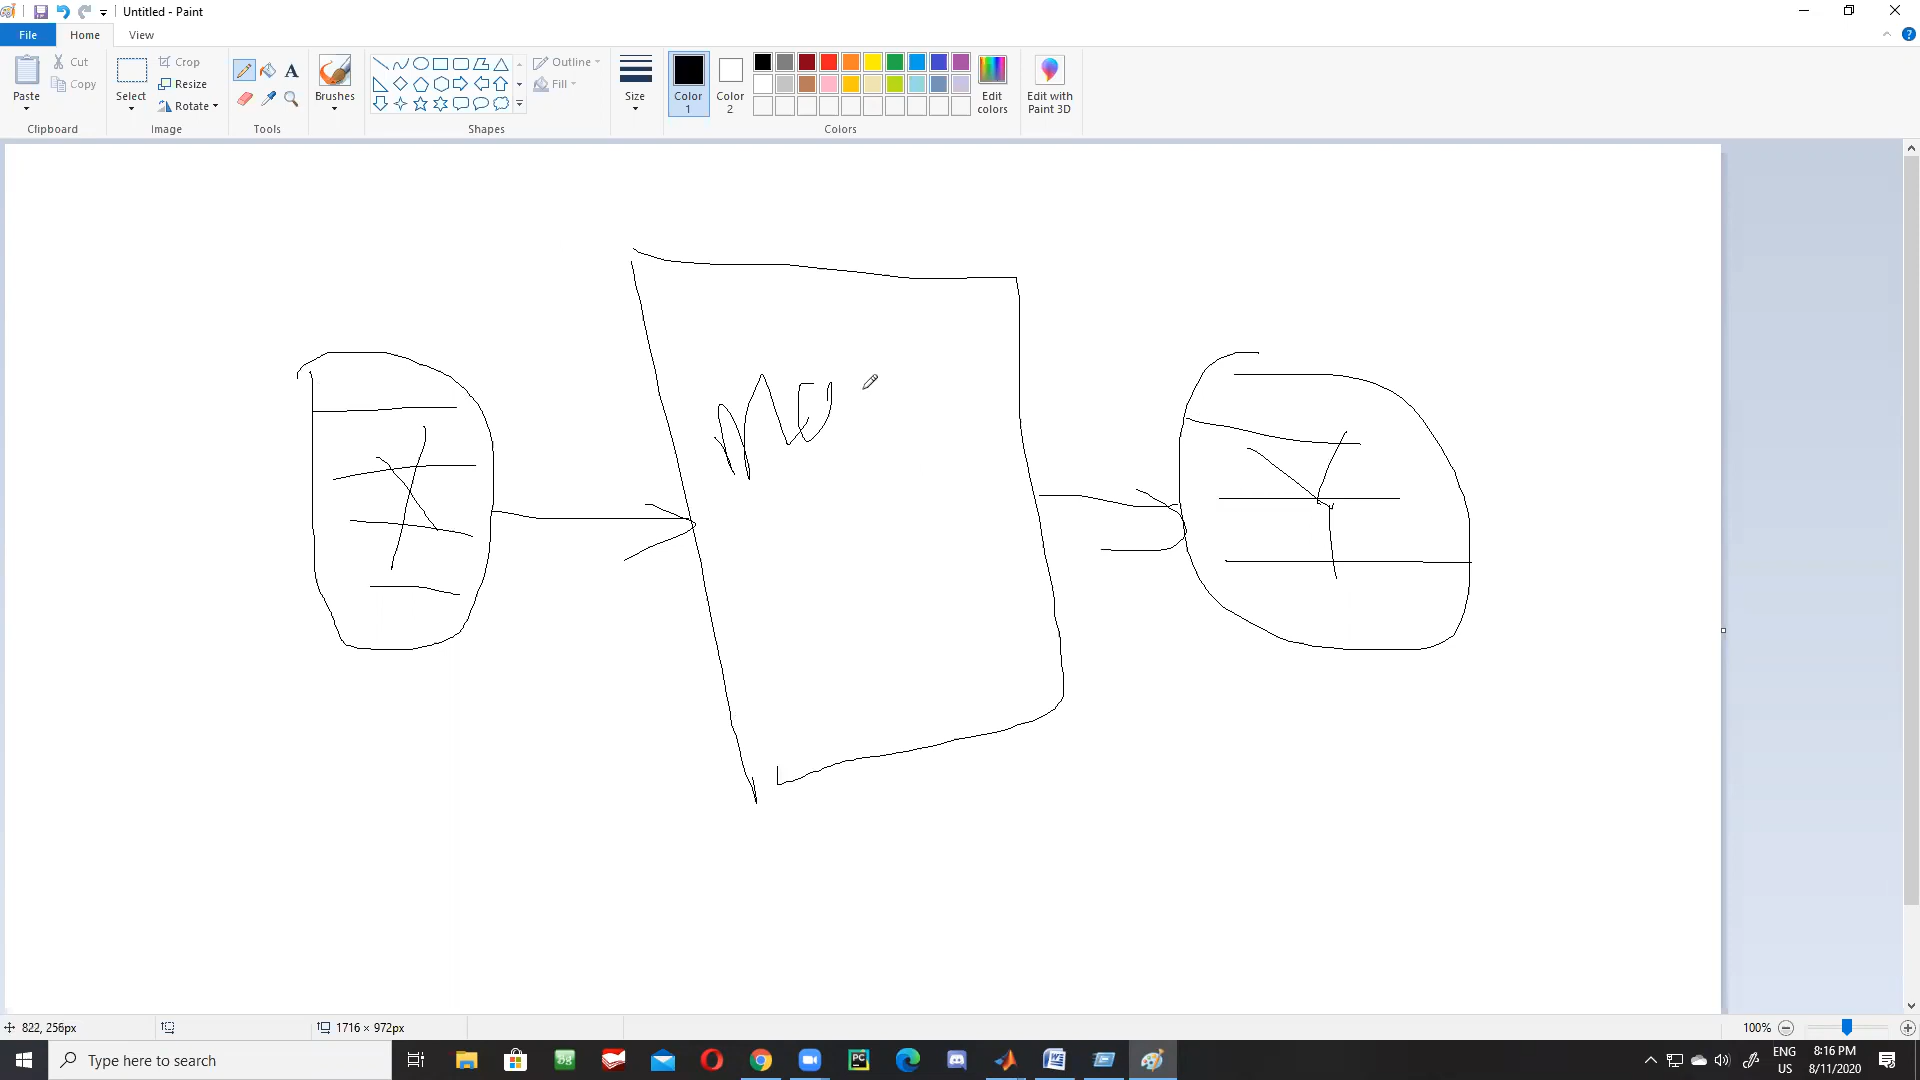 Untitled - Paint
File Home View
Paste
Cut
Copy
Clipboard
Select
Crop
Resize
Rotate
Image
Tools
Brushes
Shapes
Outline
Fill
Size
Color 1
Color 2
Colors
Edit colors
Edit with Paint 3D
X
Mo
Y
822, 256px
1716 × 972px
100%
Type here to search
PC
ENG
US
8:16 PM
8/11/2020